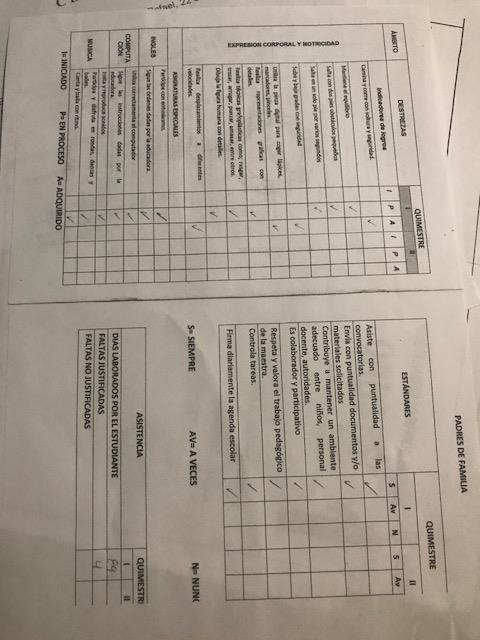 ÁMBITO
DESTREZAS
QUIMESTRE
I
II
Indicadores de logros
I P A I P A
EXPRESION CORPORAL Y MOTRICIDAD
Camina y corre con soltura y seguridad.
Mantiene el equilibrio
Salta con dos pies obstáculos pequeños
Salta en un solo pie por varios segundos
Sube y baja gradas con seguridad
Utiliza la pinza digital para coger lápices,
marcadores, pinceles.
Realiza representaciones gráficas con
detalles.
Realiza técnicas grafoplásticas como; rasgar,
trozar, arrugar, punzar, armar, entre otros.
Dibuja la figura humana con detalles.
Realiza desplazamientos a diferentes
velocidades.
ASIGNATURAS ESPECIALES
INGLES
Participa con entusiasmo.
Sigue las ordenes dadas por la educadora.
COMPUTA
CIÓN
Utiliza correctamente el computador
Sigue las instrucciones dadas por la
educadora.
MUSICA
Imita y reproduce sonidos
Participa y disfruta en rondas, danzas y
bailes.
Canta y baila con ritmo.
I= INICIADO P= EN PROCESO A= ADQUIRIDO
PADRES DE FAMILIA
ESTÁNDARES
QUIMESTRE
I
II
S Av N S Av
Asiste con puntualidad a las
convocatorias.
Envía con puntualidad documentos y/o
materiales solicitados
Contribuye a mantener un ambiente
adecuado entre niños, personal
docente, autoridades.
Es colaborador y participativo
Respeta y valora el trabajo pedagógico
de la maestra.
Controla tareas.
Firma diariamente la agenda escolar
S= SIEMPRE AV= A VECES N= NUNC
ASISTENCIA
QUIMESTRE
I II
DIAS LABORADOS POR EL ESTUDIANTE 89
FALTAS JUSTIFICADAS 4
FALTAS NO JUSTIFICADAS